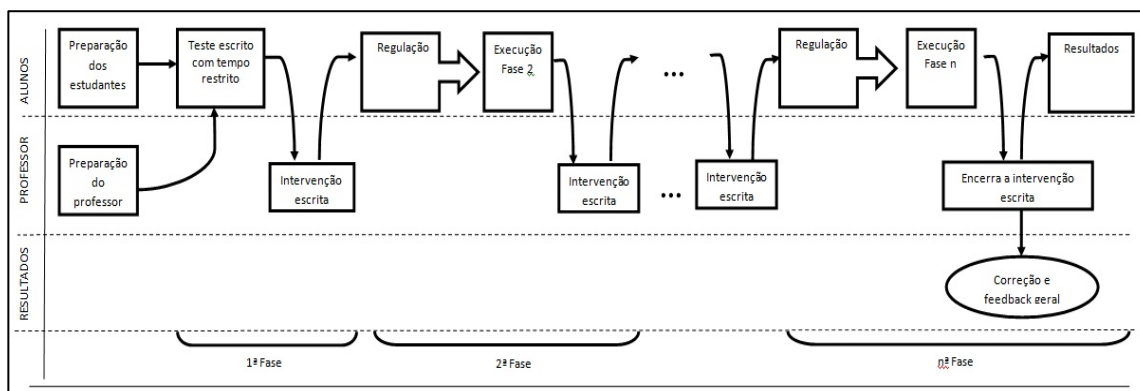 ALUNOS
Preparação
dos
estudantes
Teste escrito
com tempo
restrito
Regulação
Execução
Fase 2
...
Regulação
Execução
Fase n
Resultados
PROFESSOR
Preparação
do
professor
Intervenção
escrita
Intervenção
escrita
...
Intervenção
escrita
Encerra a intervenção
escrita
RESULTADOS
Correção e
feedback geral
1ª Fase
2ª Fase
nª Fase